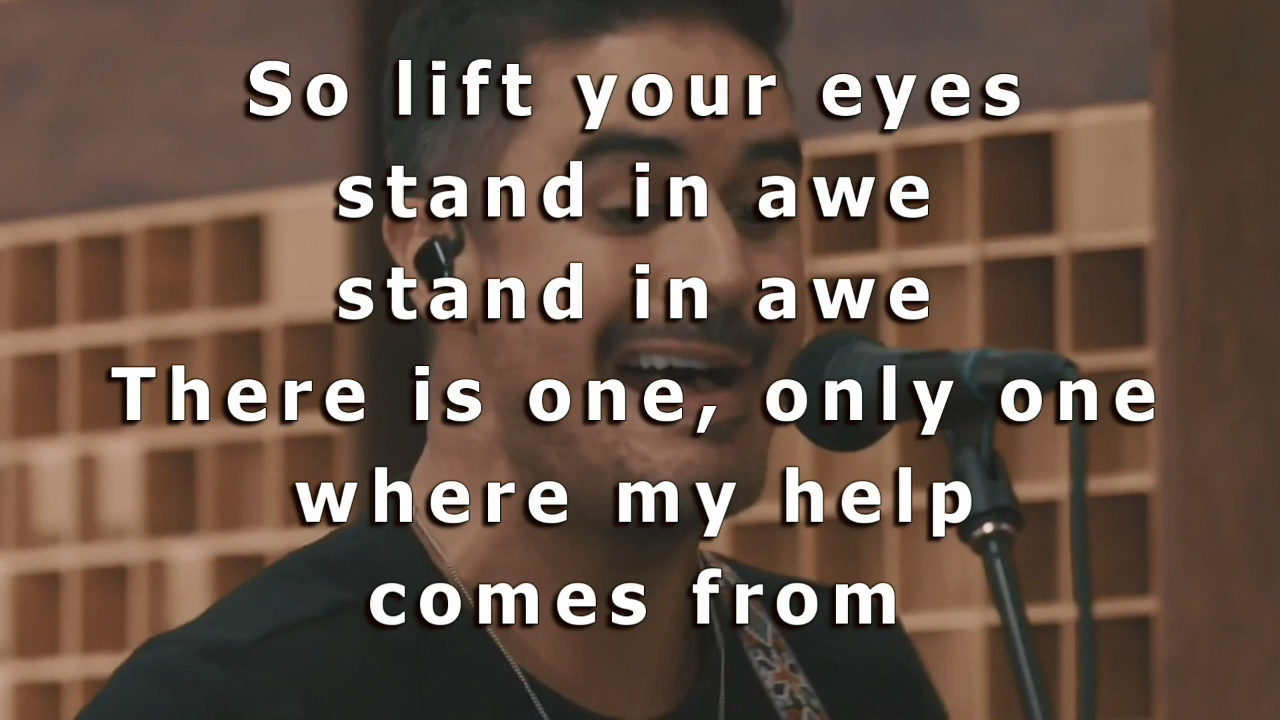 So lift your eyes
stand in awe
stand in awe
There is one, only one
where my help
comes from